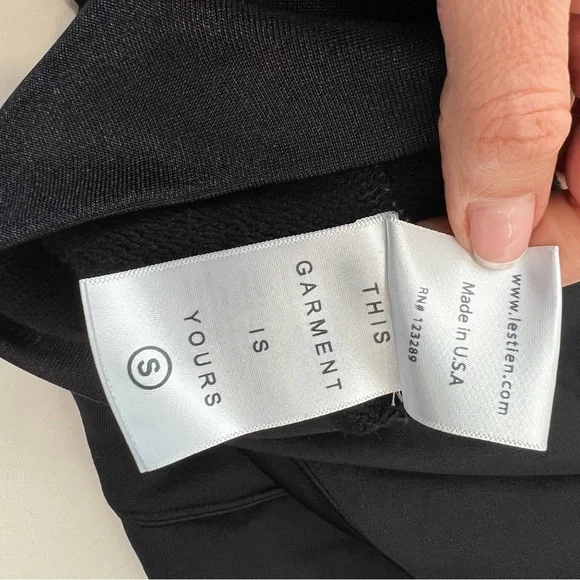 THIS
GARMENT
IS
YOURS
S
www.lestien.com
Made in U.S.A
RN# 123289